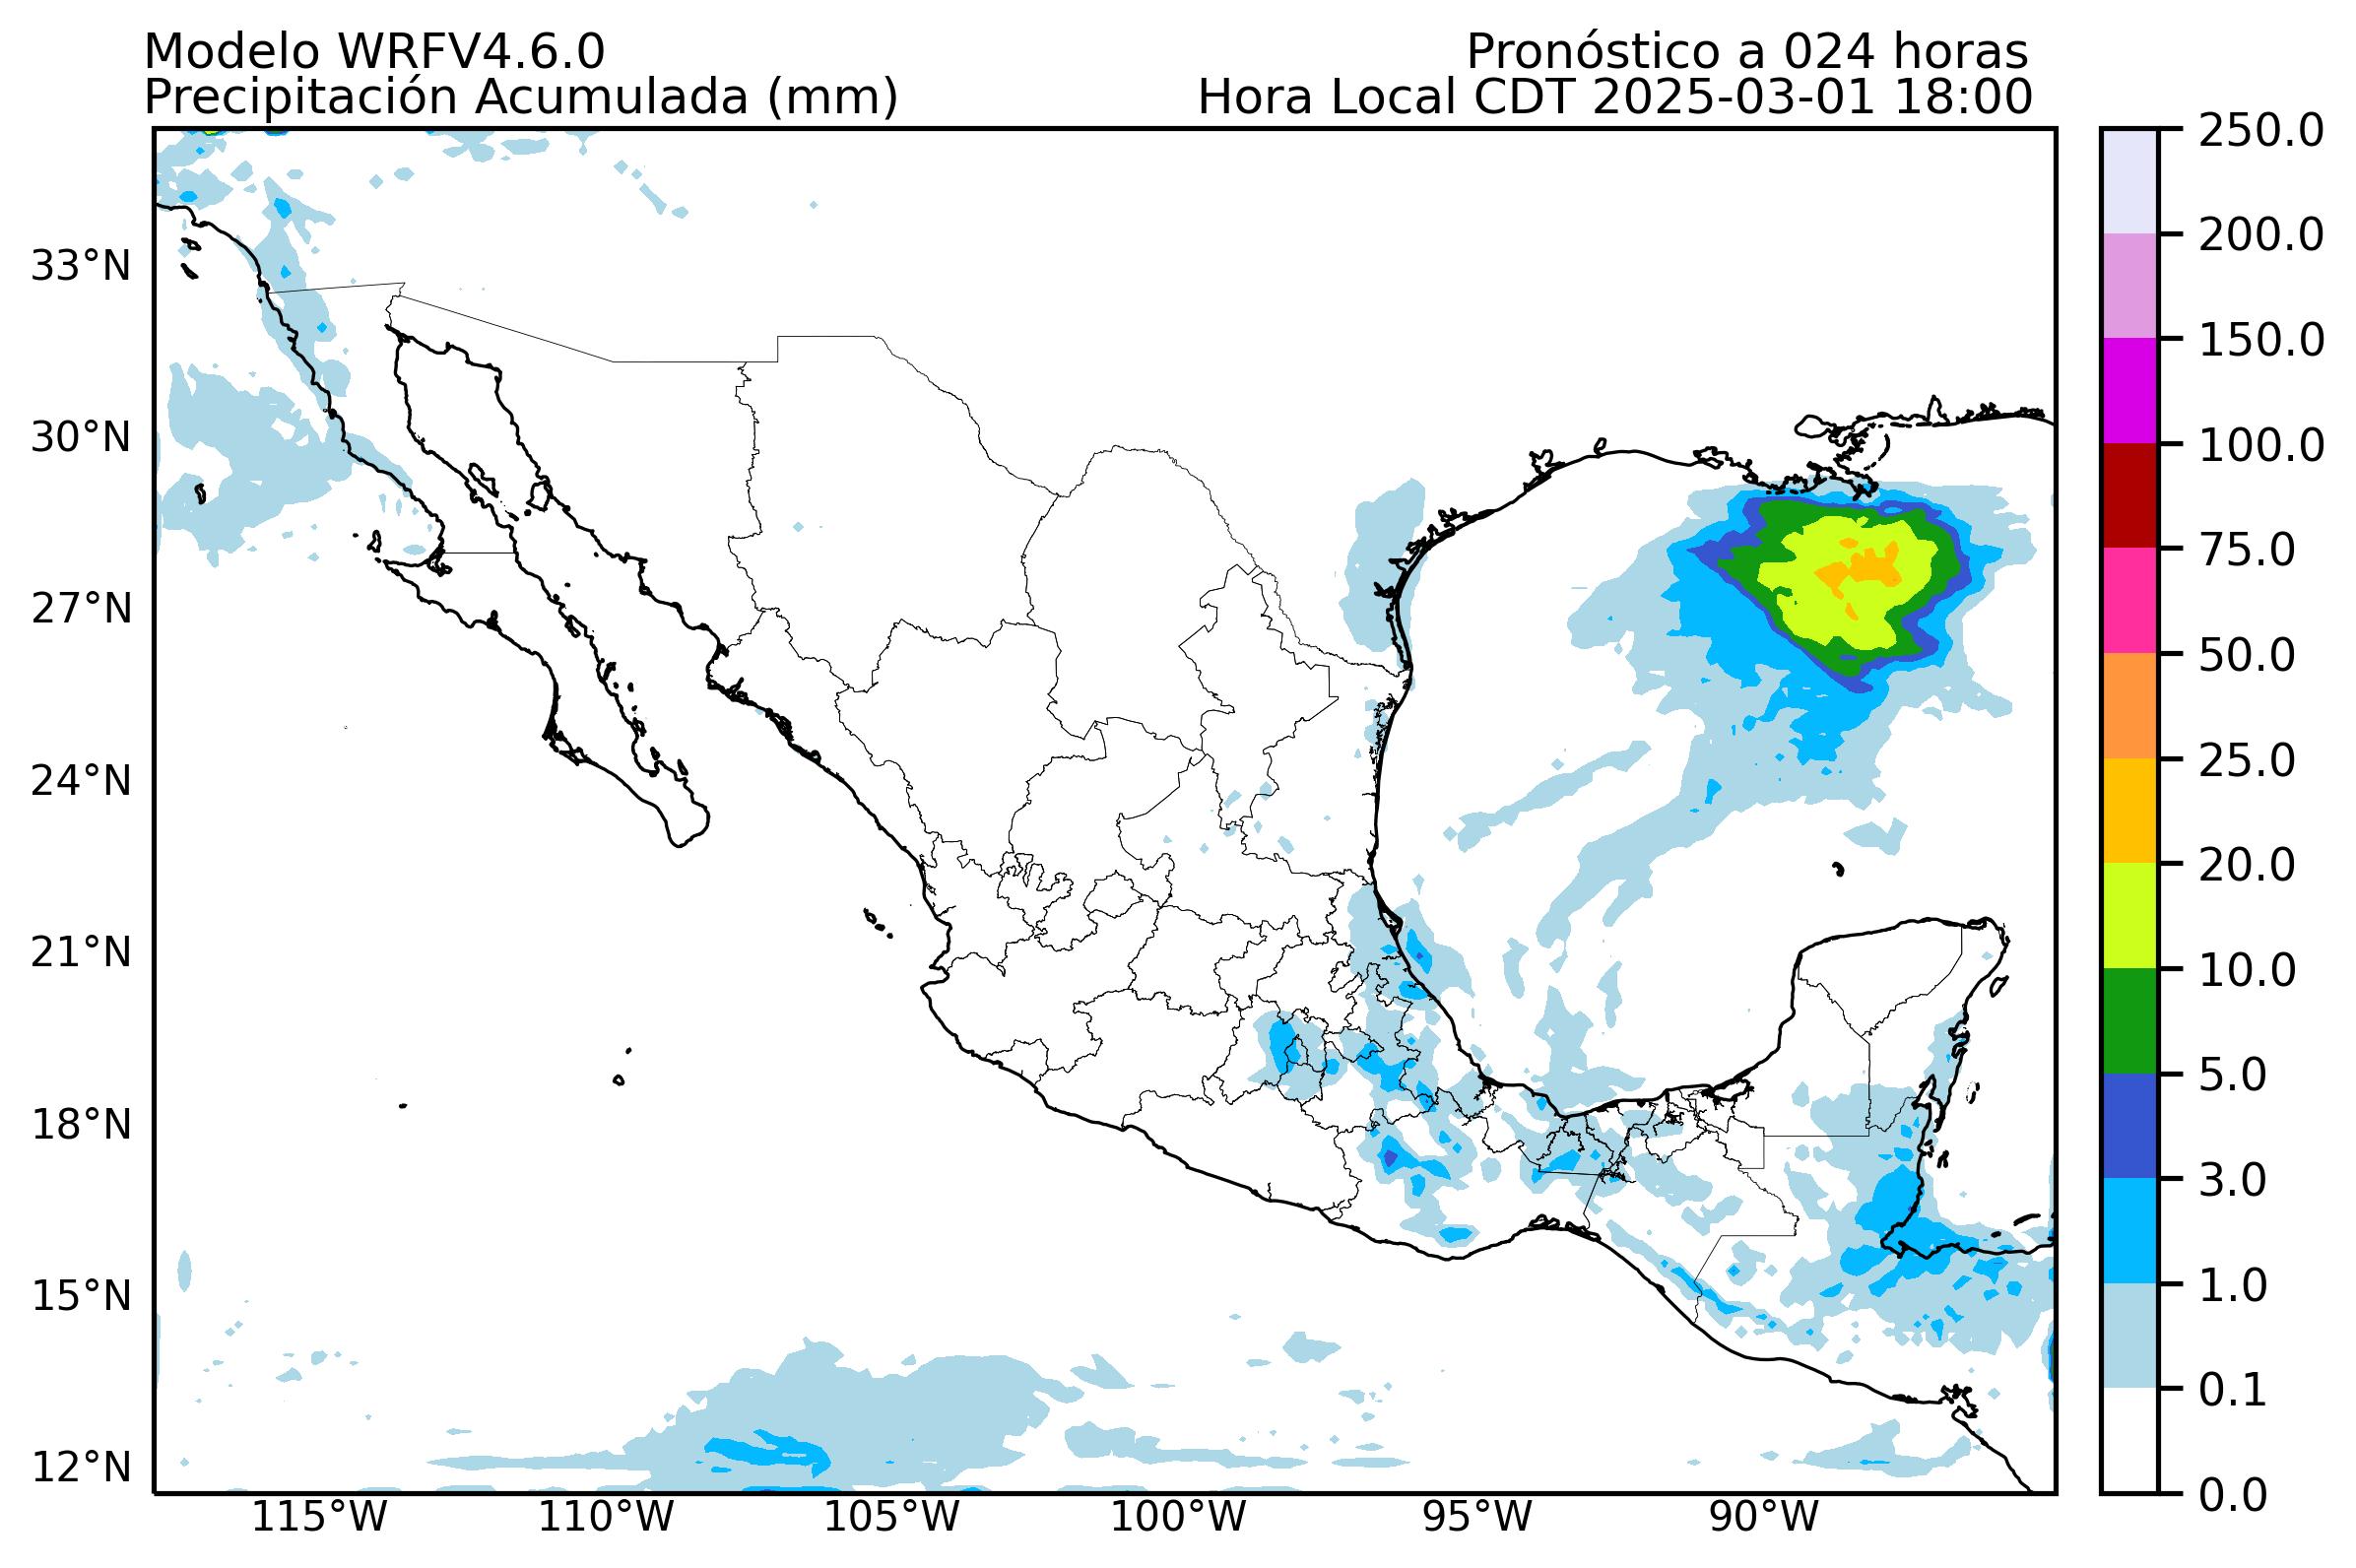 Modelo WRFV4.6.0
Pronóstico a 024 horas
Precipitación Acumulada (mm)
Hora Local CDT 2025-03-01 18:00
250.0
200.0
150.0
100.0
75.0
50.0
25.0
20.0
10.0
5.0
3.0
1.0
0.1
0.0
33°N
30°N
27°N
24°N
21°N
18°N
15°N
12°N
115°W
110°W
105°W
100°W
95°W
90°W